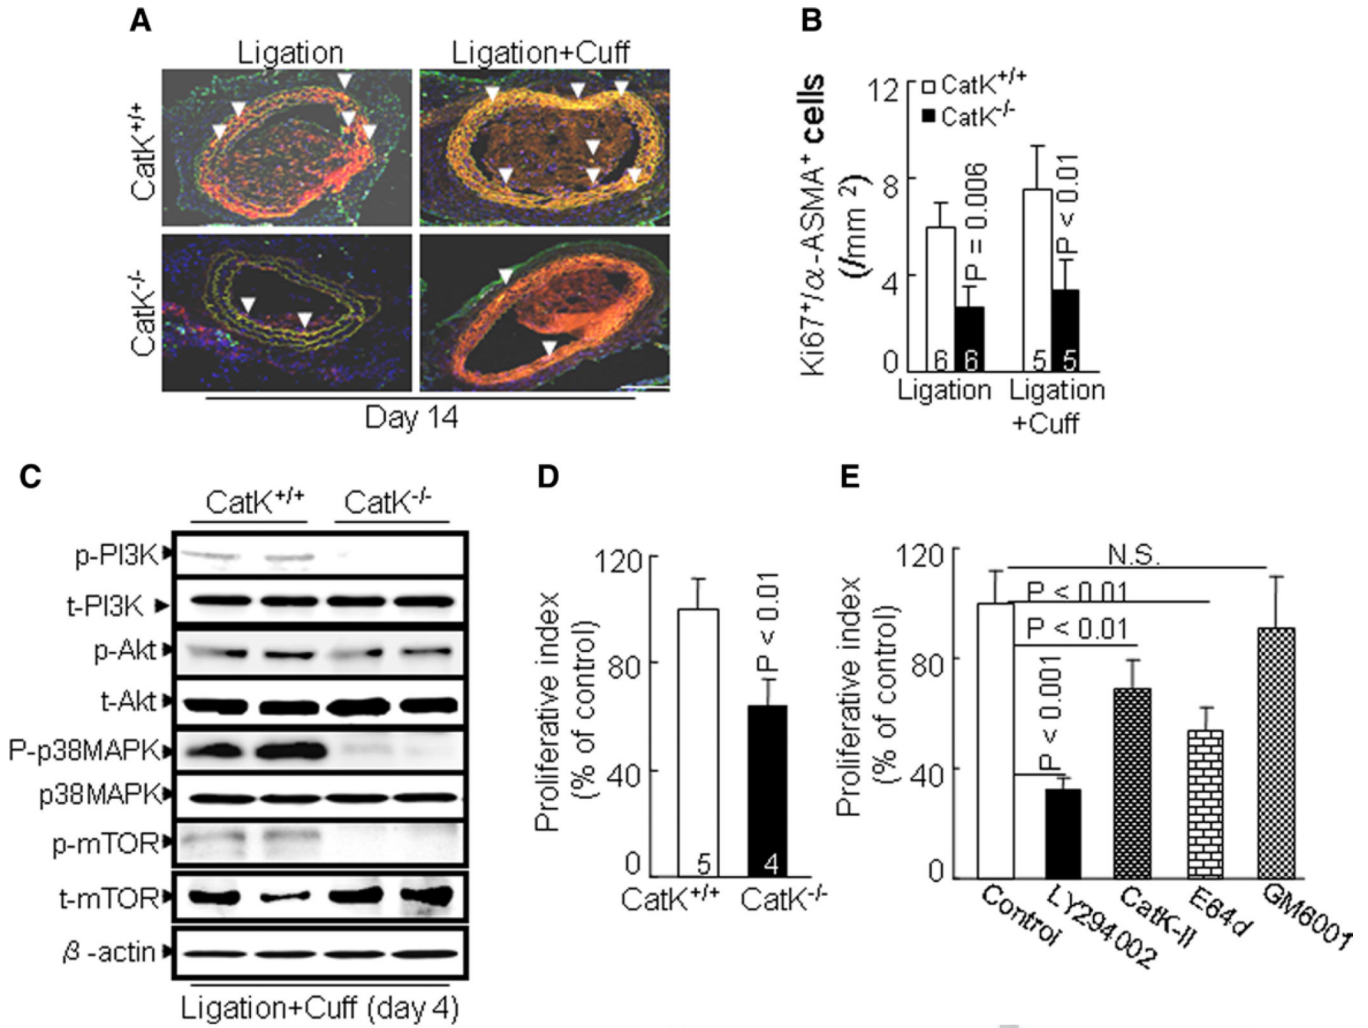 A
Ligation
Ligation+Cuff
CatK+/+
CatK-/-
Day 14
B
Ki67+/α-ASMA+ cells
(/mm 2)
12
8
4
0
CatK+/+
CatK-/-
P = 0.006
P < 0.01
6
6
5
5
Ligation
Ligation
+Cuff
C
CatK+/+
CatK-/-
p-PI3K
t-PI3K
p-Akt
t-Akt
P-p38MAPK
p38MAPK
p-mTOR
t-mTOR
β-actin
Ligation+Cuff (day 4)
D
Proliferative index
(% of control)
120
80
40
0
P < 0.01
5
4
CatK+/+
CatK-/-
E
Proliferative index
(% of control)
120
80
40
0
N.S.
P < 0.01
P < 0.01
P < 0.001
Control
LY294002
CatK-II
E64d
GM6001